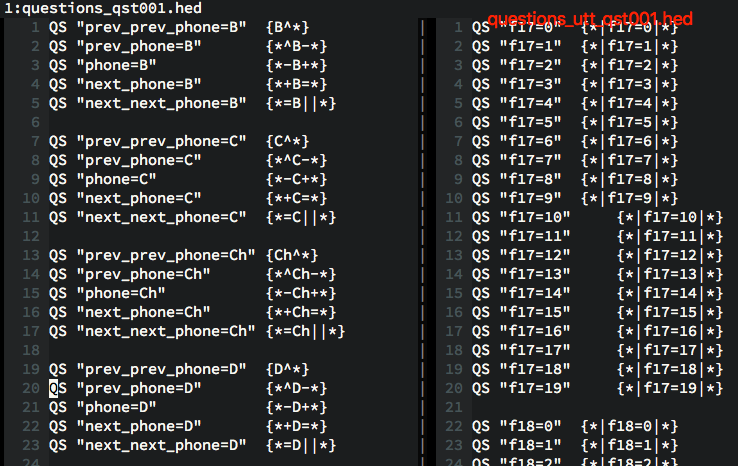 1:questions_qst001.hed
1 QS "prev_prev_phone=B" {B^*}
2 QS "prev_phone=B" {*^B-*}
3 QS "phone=B" {*-B+*}
4 QS "next_phone=B" {*+B=*}
5 QS "next_next_phone=B" {*=B||*}
6
7 QS "prev_prev_phone=C" {C^*}
8 QS "prev_phone=C" {*^C-*}
9 QS "phone=C" {*-C+*}
10 QS "next_phone=C" {*+C=*}
11 QS "next_next_phone=C" {*=C||*}
12
13 QS "prev_prev_phone=Ch" {Ch^*}
14 QS "prev_phone=Ch" {*^Ch-*}
15 QS "phone=Ch" {*-Ch+*}
16 QS "next_phone=Ch" {*+Ch=*}
17 QS "next_next_phone=Ch" {*=Ch||*}
18
19 QS "prev_prev_phone=D" {D^*}
20 QS "prev_phone=D" {*^D-*}
21 QS "phone=D" {*-D+*}
22 QS "next_phone=D" {*+D=*}
23 QS "next_next_phone=D" {*=D||*}
24
questions_utt_qst001.hed
1 QS "f17=0" {*|f17=0|*}
2 QS "f17=1" {*|f17=1|*}
3 QS "f17=2" {*|f17=2|*}
4 QS "f17=3" {*|f17=3|*}
5 QS "f17=4" {*|f17=4|*}
6 QS "f17=5" {*|f17=5|*}
7 QS "f17=6" {*|f17=6|*}
8 QS "f17=7" {*|f17=7|*}
9 QS "f17=8" {*|f17=8|*}
10 QS "f17=9" {*|f17=9|*}
11 QS "f17=10" {*|f17=10|*}
12 QS "f17=11" {*|f17=11|*}
13 QS "f17=12" {*|f17=12|*}
14 QS "f17=13" {*|f17=13|*}
15 QS "f17=14" {*|f17=14|*}
16 QS "f17=15" {*|f17=15|*}
17 QS "f17=16" {*|f17=16|*}
18 QS "f17=17" {*|f17=17|*}
19 QS "f17=18" {*|f17=18|*}
20 QS "f17=19" {*|f17=19|*}
21
22 QS "f18=0" {*|f18=0|*}
23 QS "f18=1" {*|f18=1|*}
24 QS "f18=2" {*|f18=2|*}